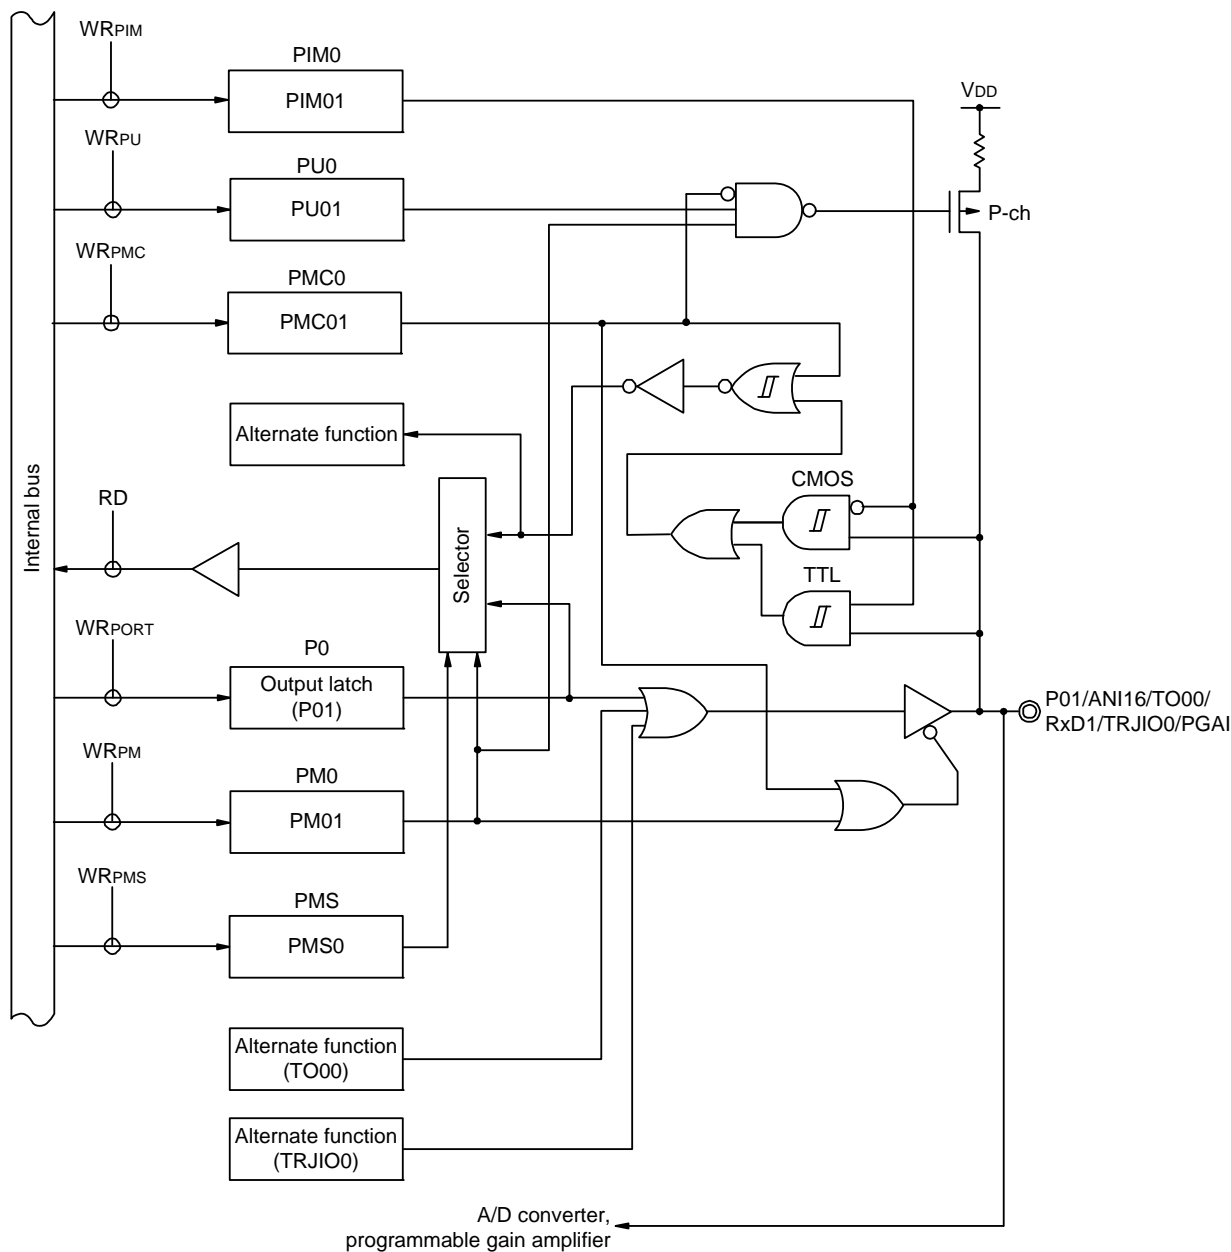 WRPIM
PIM0
PIM01
VDD
WRPU
PU0
PU01
P-ch
WRPMC
PMC0
PMC01
Alternate function
CMOS
Internal bus
RD
Selector
TTL
WRPORT
P0
Output latch
(P01)
P01/ANI16/TO00/
RxD1/TRJIO0/PGAI
WRPM
PM0
PM01
WRPMS
PMS
PMS0
Alternate function
(TO00)
Alternate function
(TRJIO0)
A/D converter,
programmable gain amplifier